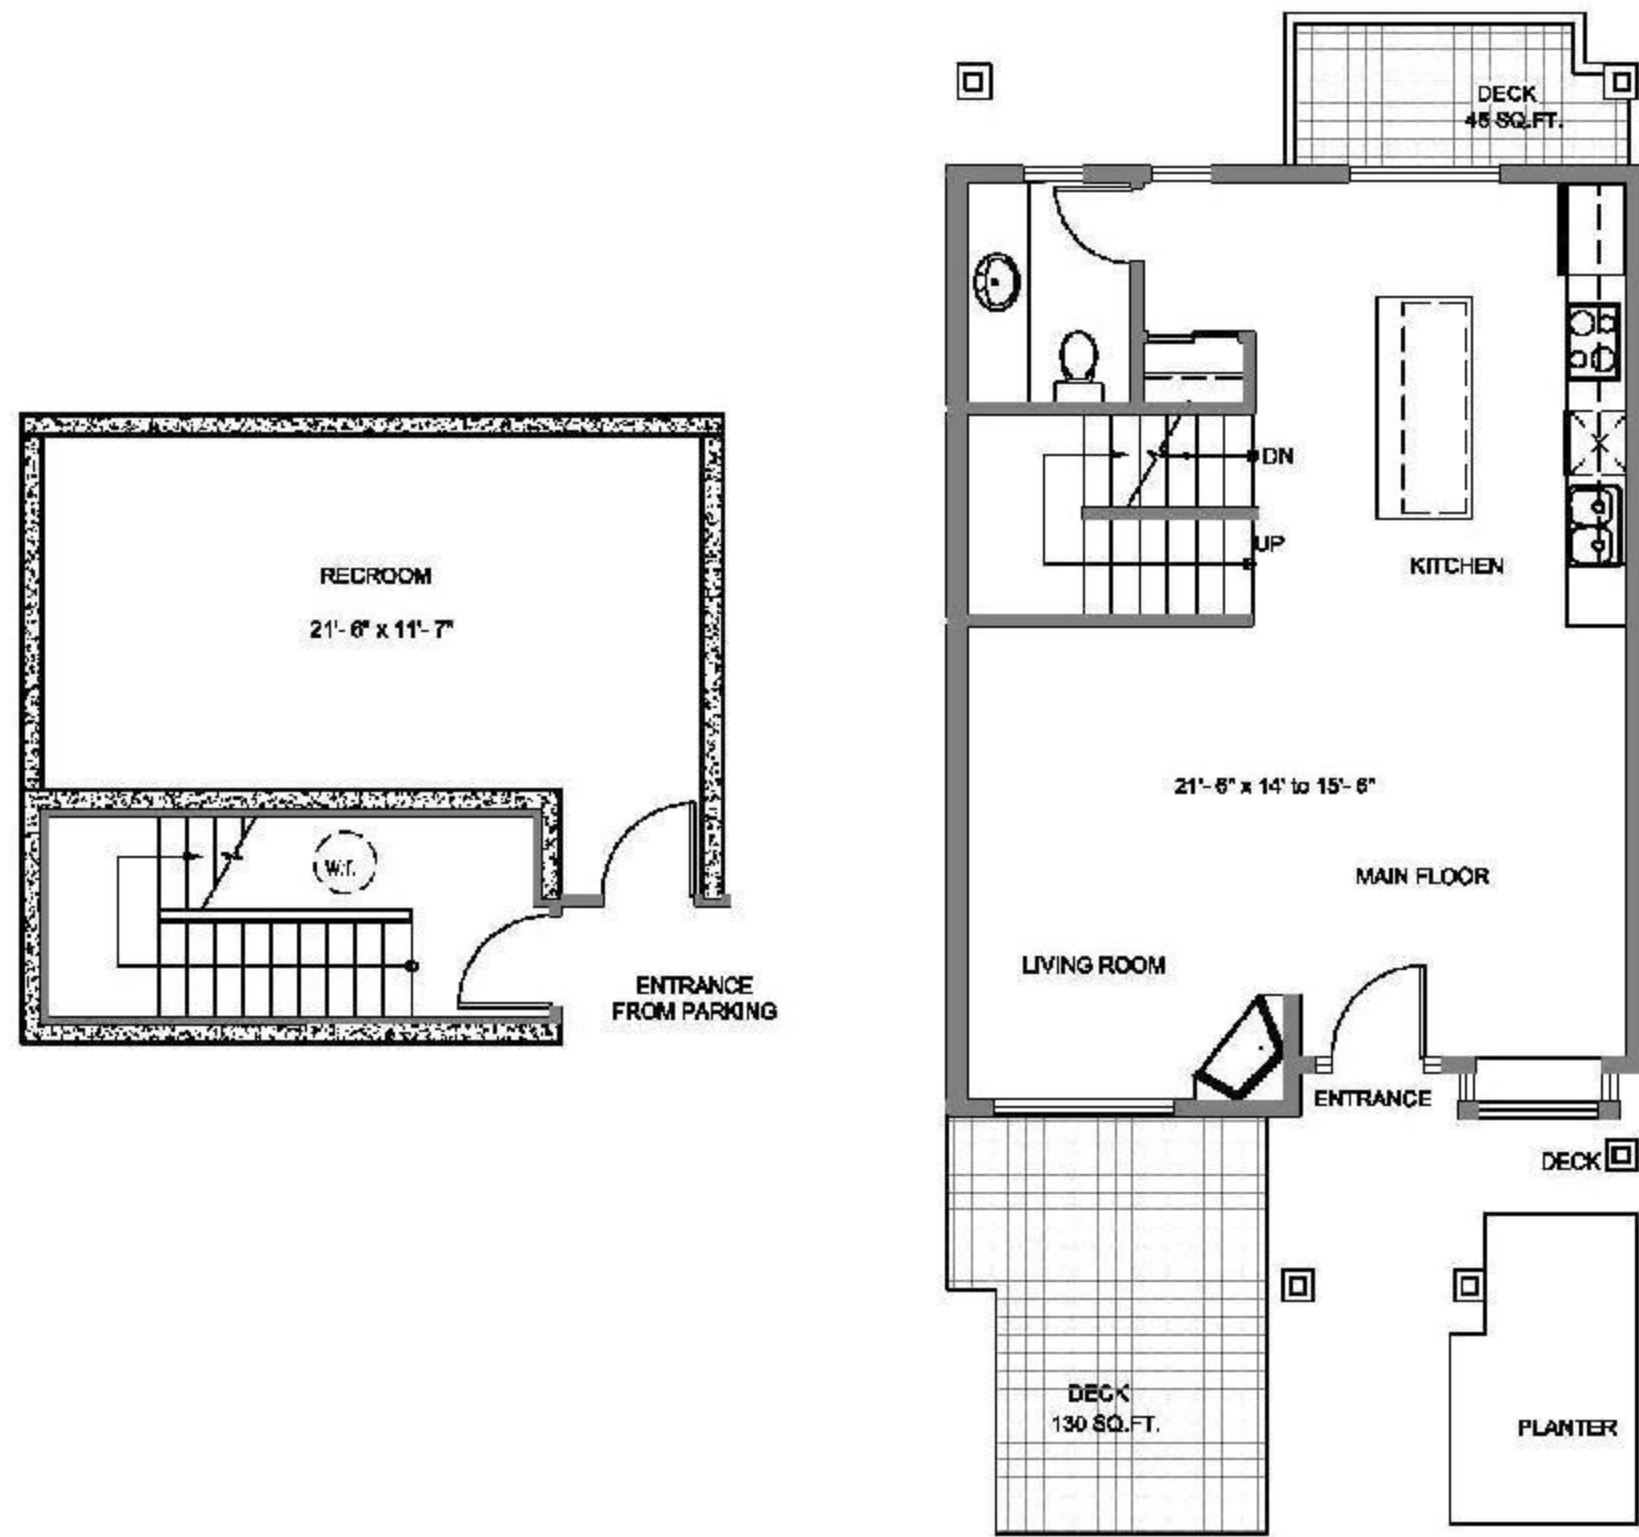 RECROOM
21'- 6" x 11'- 7"
W.T.
ENTRANCE
FROM PARKING
DECK
45 SQ.FT.
DN
UP
KITCHEN
21'- 6" x 14' to 15'- 6"
MAIN FLOOR
LIVING ROOM
ENTRANCE
DECK
DECK
130 SQ.FT.
PLANTER